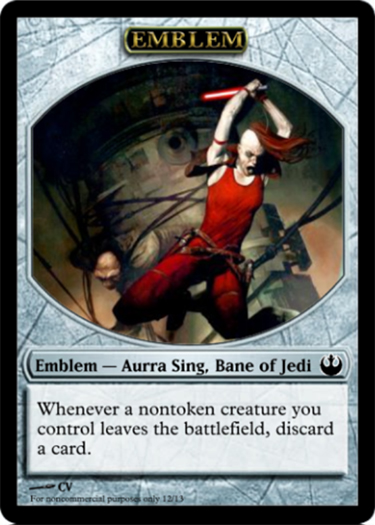 EMBLEM
Emblem — Aurra Sing, Bane of Jedi
Whenever a nontoken creature you
control leaves the battlefield, discard
a card.
CV
For noncommercial purposes only 12/13